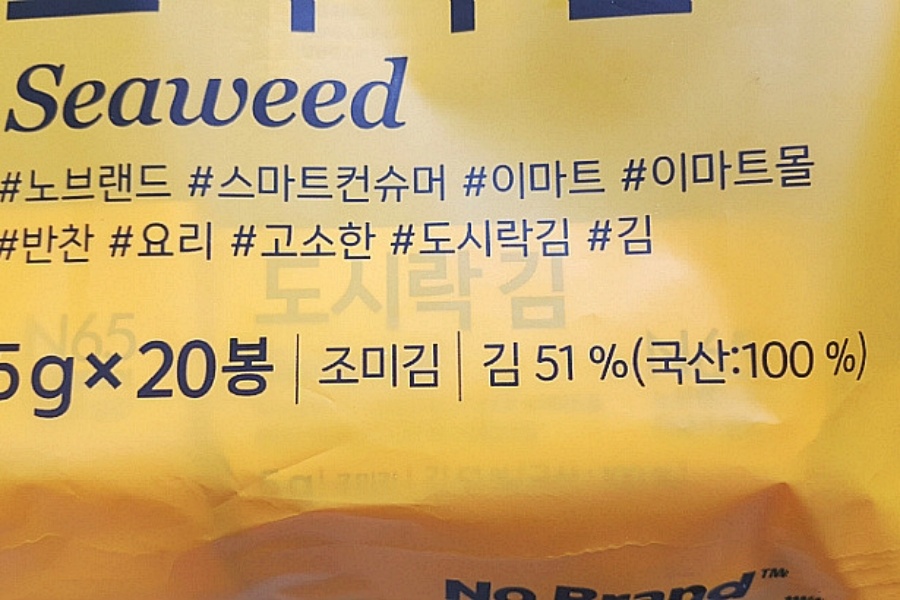 Seaweed
#노브랜드 #스마트컨슈머 #이마트 #이마트몰
#반찬 #요리 #고소한 #도시락김 #김
도시락김
N65
5g×20봉 | 조미김 | 김 51 %(국산:100 %)
No Brand™